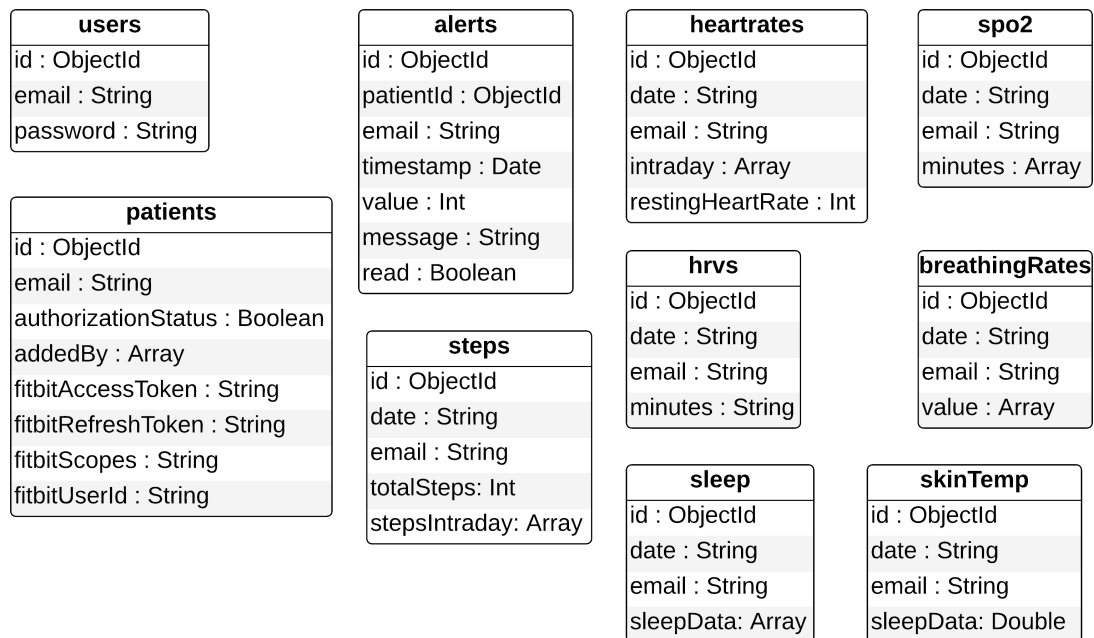 users
id : ObjectId
email : String
password : String
patients
id : ObjectId
email : String
authorizationStatus : Boolean
addedBy : Array
fitbitAccessToken : String
fitbitRefreshToken : String
fitbitScopes : String
fitbitUserId : String
alerts
id : ObjectId
patientId : ObjectId
email : String
timestamp : Date
value : Int
message : String
read : Boolean
steps
id : ObjectId
date : String
email : String
totalSteps: Int
stepsIntraday: Array
heartrates
id : ObjectId
date : String
email : String
intraday : Array
restingHeartRate : Int
hrvs
id : ObjectId
date : String
email : String
minutes : String
sleep
id : ObjectId
date : String
email : String
sleepData: Array
spo2
id : ObjectId
date : String
email : String
minutes : Array
breathingRates
id : ObjectId
date : String
email : String
value : Array
skinTemp
id : ObjectId
date : String
email : String
sleepData: Double